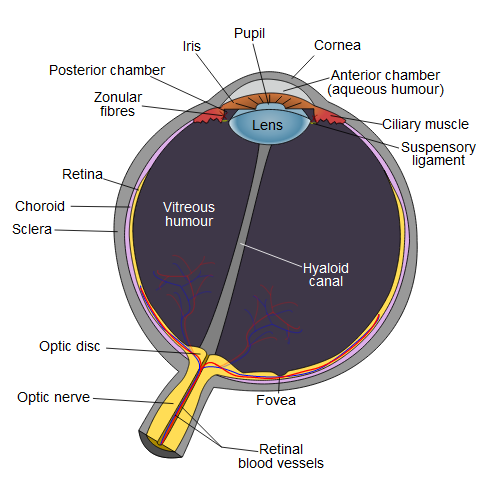 Pupil
Iris
Cornea
Posterior chamber
Anterior chamber
(aqueous humour)
Zonular
fibres
Lens
Ciliary muscle
Suspensory
ligament
Retina
Choroid
Vitreous
humour
Sclera
Hyaloid
canal
Optic disc
Optic nerve
Fovea
Retinal
blood vessels